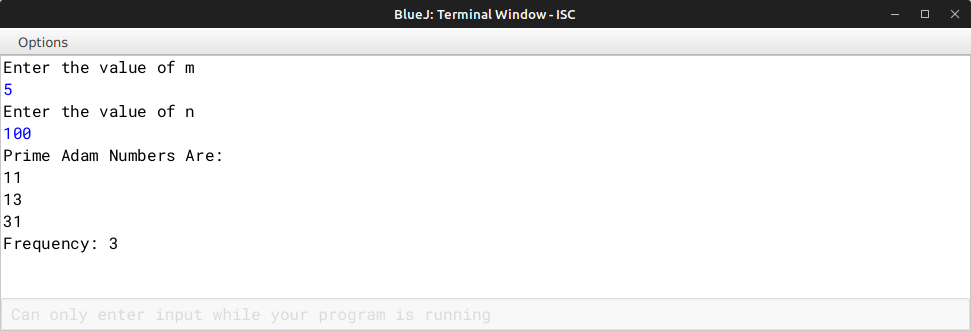 BlueJ: Terminal Window - ISC
Options
Enter the value of m
5
Enter the value of n
100
Prime Adam Numbers Are:
11
13
31
Frequency: 3
Can only enter input while your program is running